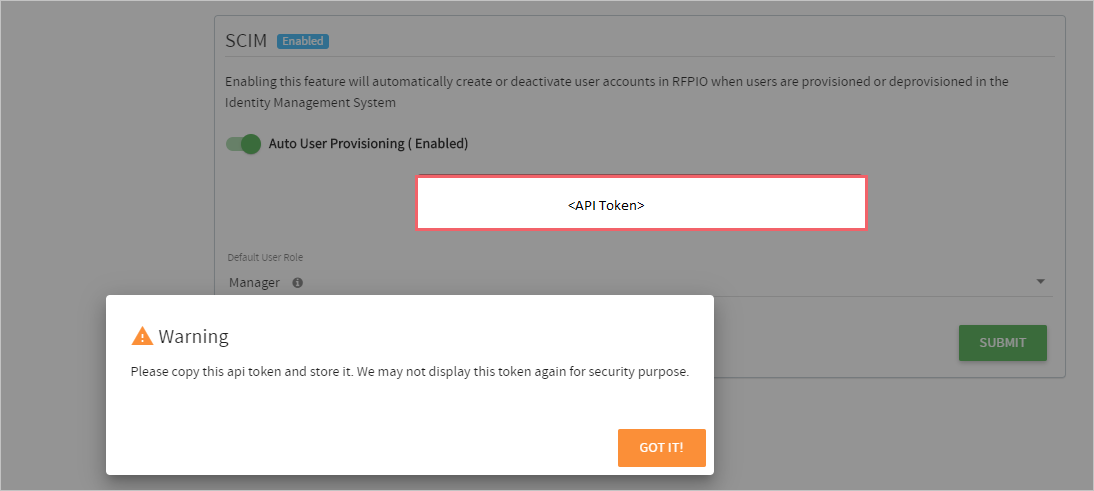 SCIM Enabled
Enabling this feature will automatically create or deactivate user accounts in RFPIO when users are provisioned or deprovisioned in the
Identity Management System
Auto User Provisioning ( Enabled)
<API Token>
Default User Role
Manager
SUBMIT
Warning
Please copy this api token and store it. We may not display this token again for security purpose.
GOT IT!